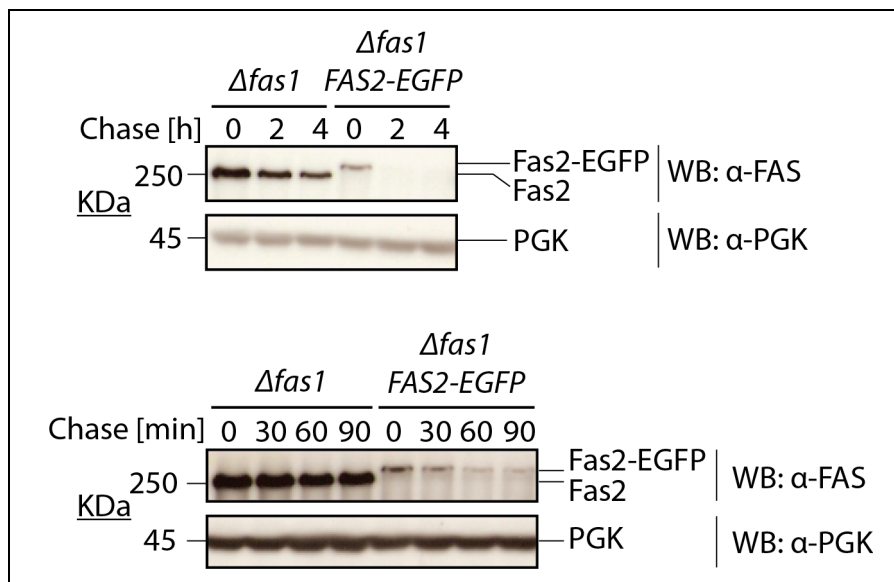 Δfas1
Δfas1 FAS2-EGFP
Chase [h] 0 2 4 0 2 4
250
KDa
Fas2-EGFP
Fas2
WB: α-FAS
45
PGK
WB: α-PGK
Δfas1
Δfas1 FAS2-EGFP
Chase [min] 0 30 60 90 0 30 60 90
250
KDa
Fas2-EGFP
Fas2
WB: α-FAS
45
PGK
WB: α-PGK